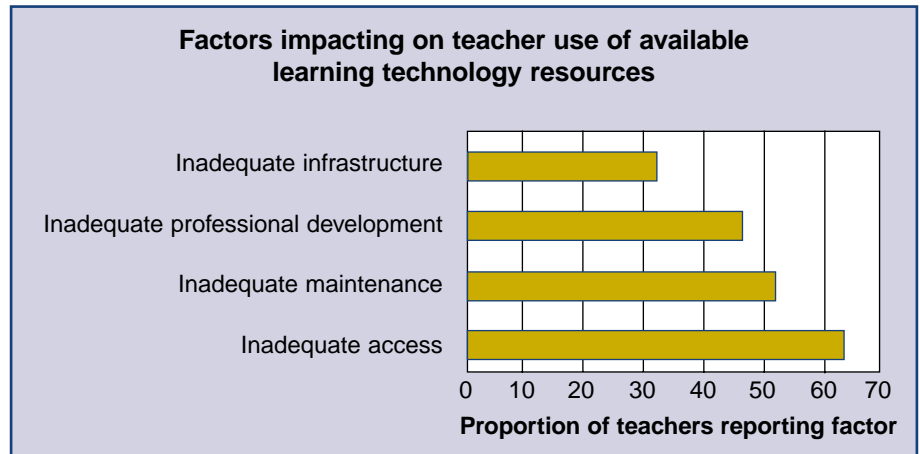 Factors impacting on teacher use of available
learning technology resources
Inadequate infrastructure
Inadequate professional development
Inadequate maintenance
Inadequate access
0 10 20 30 40 50 60 70
Proportion of teachers reporting factor